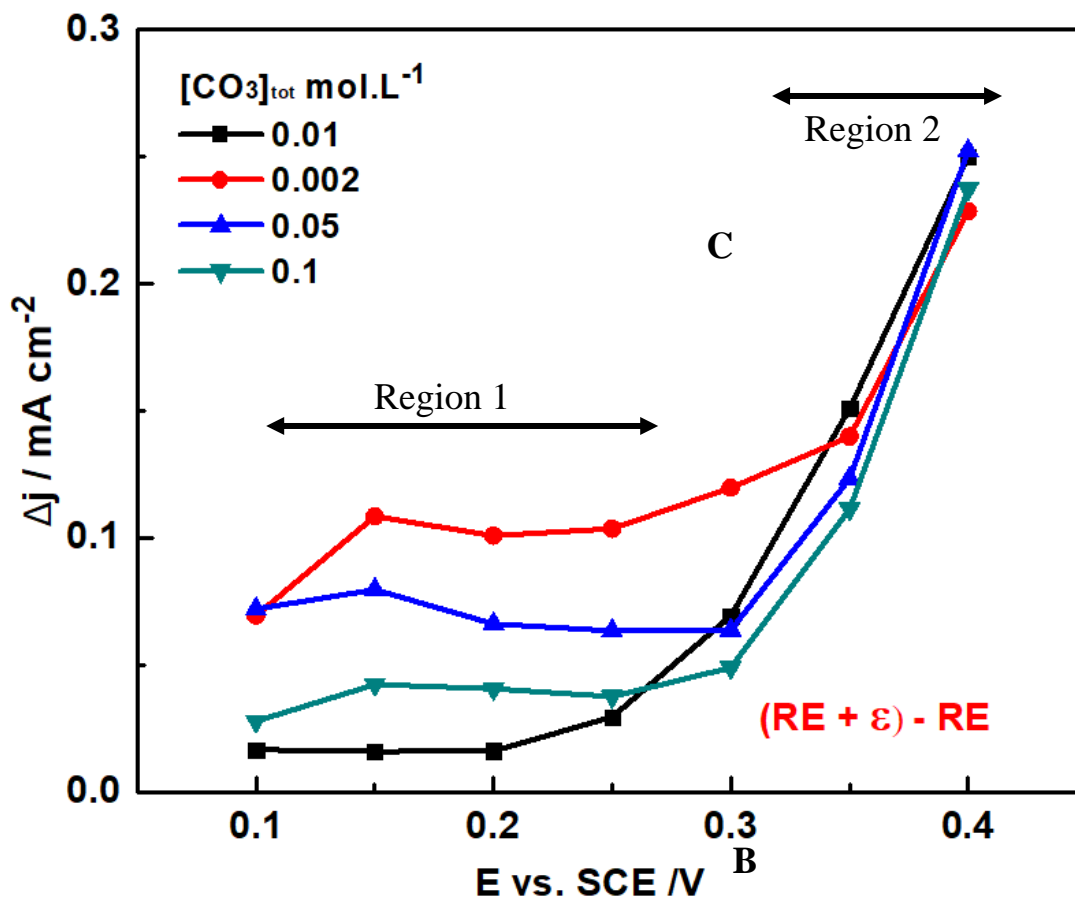 0.3
[CO3]tot mol.L-1
0.01
0.002
0.05
0.1
Region 2
C
0.2
Region 1
0.1
Δj / mA cm-2
(RE + ε) - RE
0.0
0.1 0.2 0.3 0.4
B
E vs. SCE /V